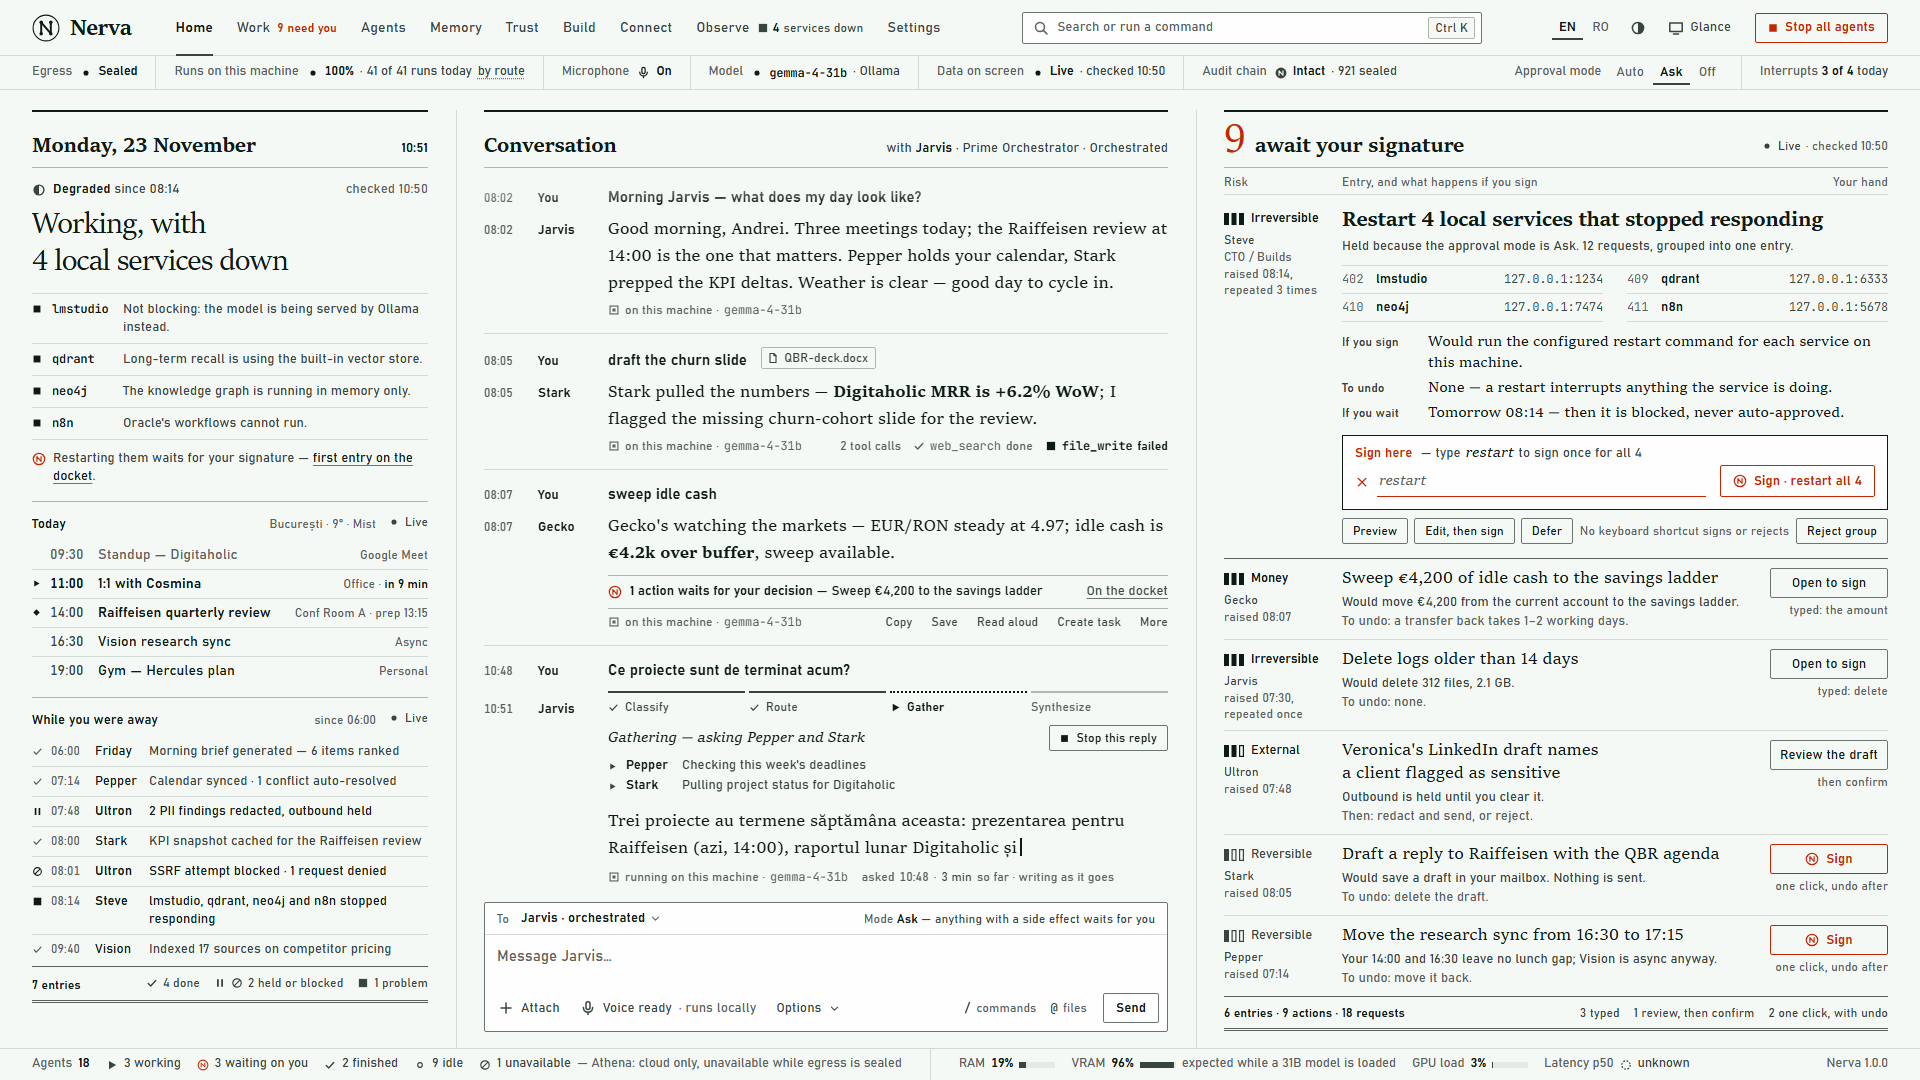 Nerva
Home
Work 9 need you
Agents
Memory
Trust
Build
Connect
Observe 4 services down
Settings
Search or run a command Ctrl K
EN RO
Glance
Stop all agents
Egress Sealed
Runs on this machine 100% · 41 of 41 runs today by route
Microphone On
Model gemma-4-31b · Ollama
Data on screen Live · checked 10:50
Audit chain Intact · 921 sealed
Approval mode Auto Ask Off
Interrupts 3 of 4 today
Monday, 23 November 10:51
Degraded since 08:14 checked 10:50
Working, with
4 local services down
lmstudio Not blocking: the model is being served by Ollama
instead.
qdrant Long-term recall is using the built-in vector store.
neo4j The knowledge graph is running in memory only.
n8n Oracle's workflows cannot run.
Restarting them waits for your signature — first entry on the
docket.
Today București · 9° · Mist Live
09:30 Standup — Digitaholic Google Meet
11:00 1:1 with Cosmina Office · in 9 min
14:00 Raiffeisen quarterly review Conf Room A · prep 13:15
16:30 Vision research sync Async
19:00 Gym — Hercules plan Personal
While you were away since 06:00 Live
06:00 Friday Morning brief generated — 6 items ranked
07:14 Pepper Calendar synced · 1 conflict auto-resolved
07:48 Ultron 2 PII findings redacted, outbound held
08:00 Stark KPI snapshot cached for the Raiffeisen review
08:01 Ultron SSRF attempt blocked · 1 request denied
08:14 Steve lmstudio, qdrant, neo4j and n8n stopped
responding
09:40 Vision Indexed 17 sources on competitor pricing
7 entries 4 done 2 held or blocked 1 problem
Conversation with Jarvis · Prime Orchestrator · Orchestrated
08:02 You Morning Jarvis — what does my day look like?
08:02 Jarvis Good morning, Andrei. Three meetings today; the Raiffeisen review at
14:00 is the one that matters. Pepper holds your calendar, Stark
prepped the KPI deltas. Weather is clear — good day to cycle in.
on this machine · gemma-4-31b
08:05 You draft the churn slide QBR-deck.docx
08:05 Stark Stark pulled the numbers — Digitaholic MRR is +6.2% WoW; I
flagged the missing churn-cohort slide for the review.
on this machine · gemma-4-31b 2 tool calls web_search done file_write failed
08:07 You sweep idle cash
08:07 Gecko Gecko's watching the markets — EUR/RON steady at 4.97; idle cash is
€4.2k over buffer, sweep available.
1 action waits for your decision — Sweep €4,200 to the savings ladder On the docket
on this machine · gemma-4-31b Copy Save Read aloud Create task More
10:48 You Ce proiecte sunt de terminat acum?
10:51 Jarvis Classify Route Gather Synthesize
Gathering — asking Pepper and Stark Stop this reply
Pepper Checking this week's deadlines
Stark Pulling project status for Digitaholic
Trei proiecte au termene săptămâna aceasta: prezentarea pentru
Raiffeisen (azi, 14:00), raportul lunar Digitaholic și
running on this machine · gemma-4-31b asked 10:48 · 3 min so far · writing as it goes
To Jarvis · orchestrated Mode Ask — anything with a side effect waits for you
Message Jarvis…
Attach Voice ready · runs locally Options / commands @ files Send
9 await your signature Live · checked 10:50
Risk Entry, and what happens if you sign Your hand
Irreversible Restart 4 local services that stopped responding
Steve
CTO / Builds
raised 08:14,
repeated 3 times
Held because the approval mode is Ask. 12 requests, grouped into one entry.
402 lmstudio 127.0.0.1:1234 409 qdrant 127.0.0.1:6333
410 neo4j 127.0.0.1:7474 411 n8n 127.0.0.1:5678
If you sign Would run the configured restart command for each service on
this machine.
To undo None — a restart interrupts anything the service is doing.
If you wait Tomorrow 08:14 — then it is blocked, never auto-approved.
Sign here — type restart to sign once for all 4
restart Sign · restart all 4
Preview Edit, then sign Defer No keyboard shortcut signs or rejects Reject group
Money Sweep €4,200 of idle cash to the savings ladder Open to sign
Gecko Would move €4,200 from the current account to the savings ladder. typed: the amount
raised 08:07 To undo: a transfer back takes 1–2 working days.
Irreversible Delete logs older than 14 days Open to sign
Jarvis Would delete 312 files, 2.1 GB. typed: delete
raised 07:30, To undo: none.
repeated once
External Veronica's LinkedIn draft names Review the draft
Ultron a client flagged as sensitive then confirm
raised 07:48 Outbound is held until you clear it.
Then: redact and send, or reject.
Reversible Draft a reply to Raiffeisen with the QBR agenda Sign
Stark Would save a draft in your mailbox. Nothing is sent. one click, undo after
raised 08:05 To undo: delete the draft.
Reversible Move the research sync from 16:30 to 17:15 Sign
Pepper Your 14:00 and 16:30 leave no lunch gap; Vision is async anyway. one click, undo after
raised 07:14 To undo: move it back.
6 entries · 9 actions · 18 requests 3 typed 1 review, then confirm 2 one click, with undo
Agents 18 3 working 3 waiting on you 2 finished 9 idle 1 unavailable — Athena: cloud only, unavailable while egress is sealed
RAM 19% VRAM 96% expected while a 31B model is loaded GPU load 3% Latency p50 unknown Nerva 1.0.0